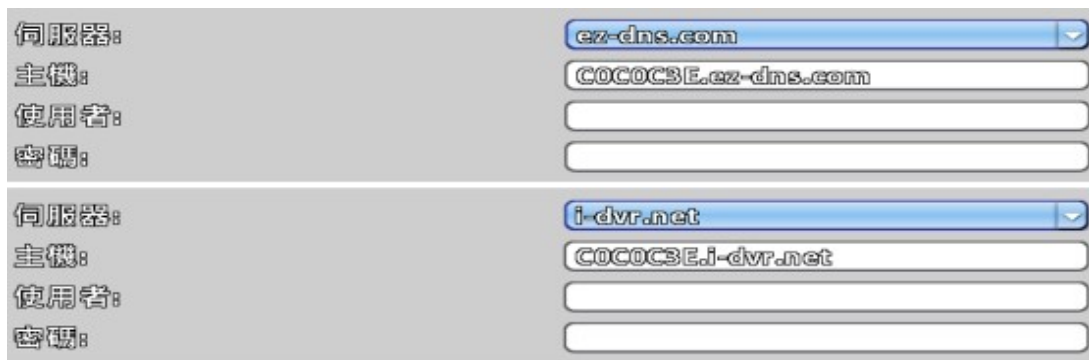 伺服器: ez-dns.com
主機: C0C0C3E.ez-dns.com
使用者:
密碼:
伺服器: i-dvr.net
主機: C0C0C3E.i-dvr.net
使用者:
密碼: